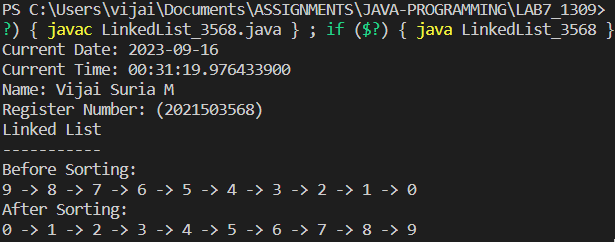 PS C:\Users\vijai\Documents\ASSIGNMENTS\JAVA-PROGRAMMING\LAB7_1309>
?) { javac LinkedList_3568.java } ; if ($?) { java LinkedList_3568 }
Current Date: 2023-09-16
Current Time: 00:31:19.976433900
Name: Vijai Suria M
Register Number: (2021503568)
Linked List
-----------
Before Sorting:
9 -> 8 -> 7 -> 6 -> 5 -> 4 -> 3 -> 2 -> 1 -> 0
After Sorting:
0 -> 1 -> 2 -> 3 -> 4 -> 5 -> 6 -> 7 -> 8 -> 9